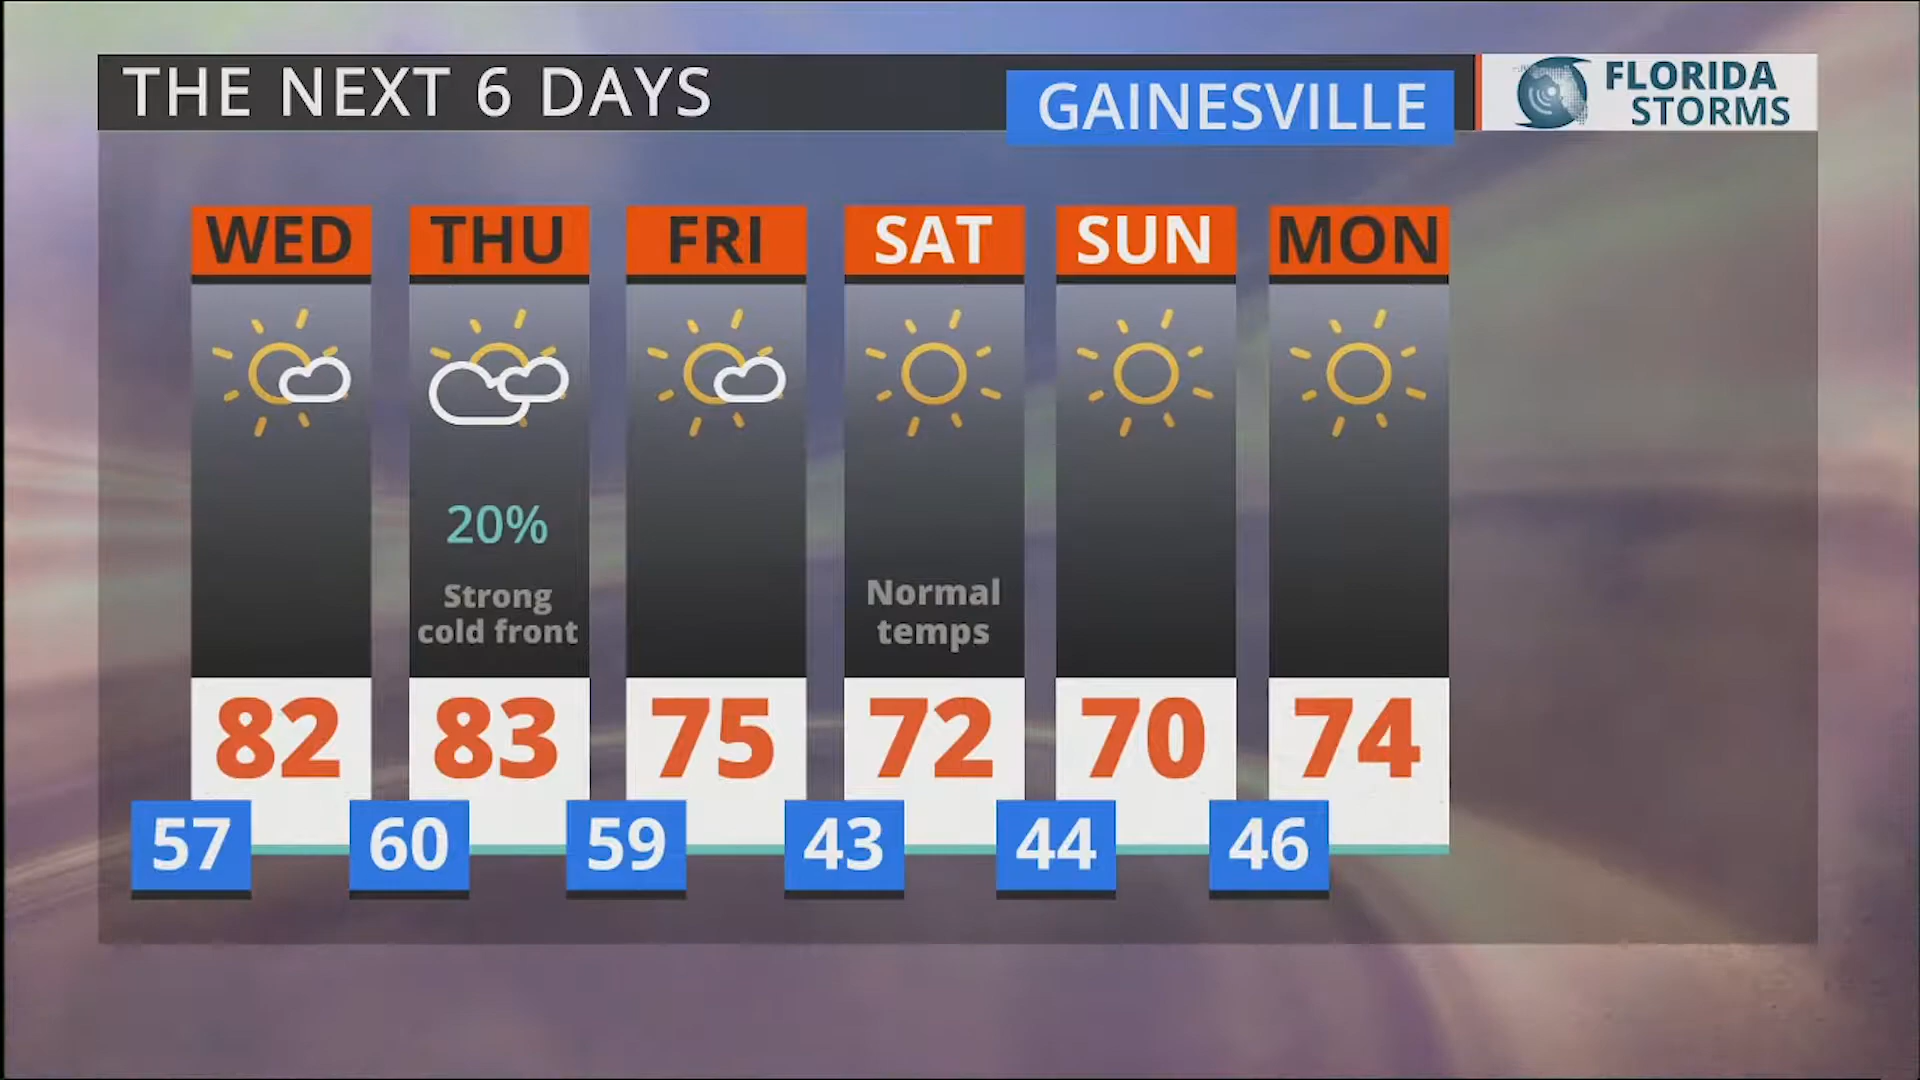 THE NEXT 6 DAYS
GAINESVILLE
FLORIDA
STORMS
WED
THU
FRI
SAT
SUN
MON
20%
Strong
cold front
Normal
temps
82
83
75
72
70
74
57
60
59
43
44
46